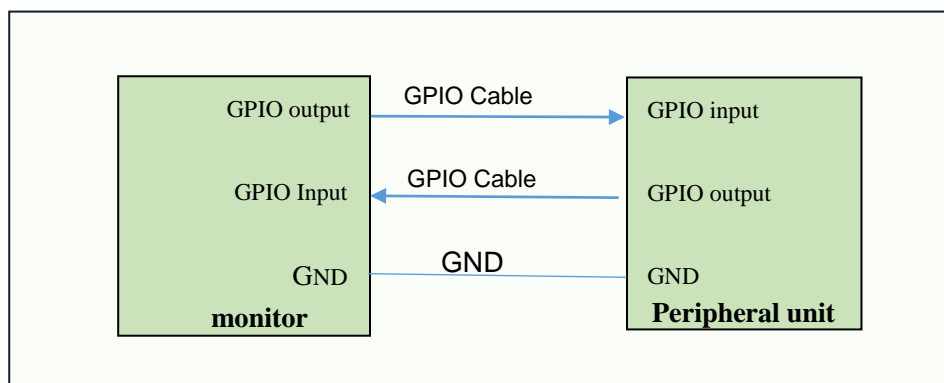 GPIO output
GPIO Cable
GPIO input
GPIO Input
GPIO Cable
GPIO output
GND
GND
GND
monitor
Peripheral unit